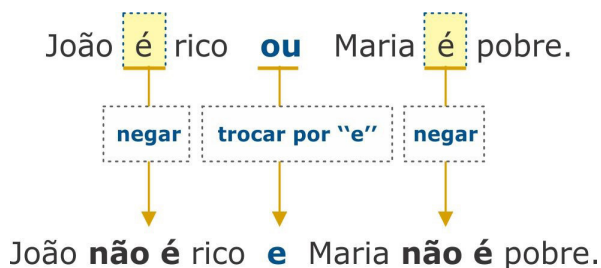 João é rico ou Maria é pobre.
negar trocar por “e” negar
João não é rico e Maria não é pobre.